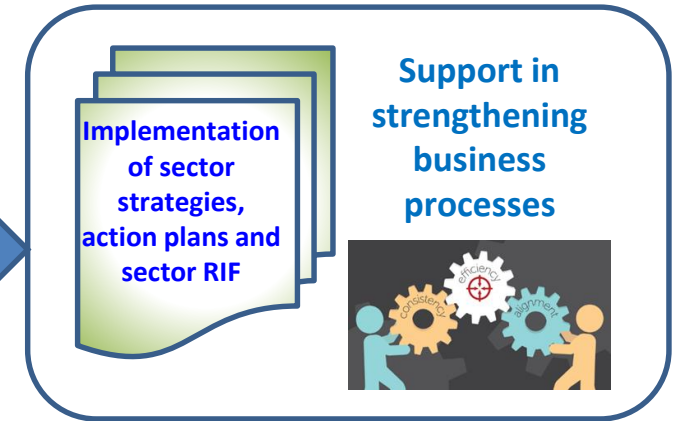 Implementation
of sector
strategies,
action plans and
sector RIF
Support in
strengthening
business
processes
consistency
efficiency
alignment